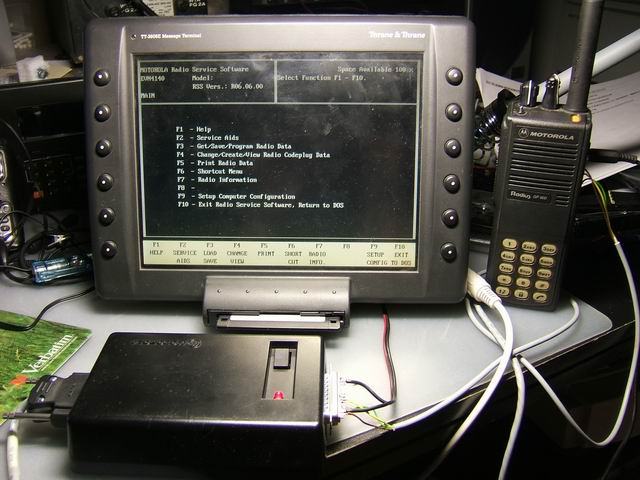 TT-3606E Message Terminal
Thrane & Thrane
MOTOROLA Radio Service Software
EVN4140 Model:
RSS Vers.: R06.06.00
MAIN
Space Available 100%
Select Function F1 - F10.
F1 - Help
F2 - Service Aids
F3 - Get/Save/Program Radio Data
F4 - Change/Create/View Radio Codeplug Data
F5 - Print Radio Data
F6 - Shortcut Menu
F7 - Radio Information
F8 -
F9 - Setup Computer Configuration
F10 - Exit Radio Service Software, Return to DOS
F1 F2 F3 F4 F5 F6 F7 F8 F9 F10
HELP SERVICE LOAD CHANGE PRINT SHORT RADIO SETUP EXIT
AIDS SAVE VIEW CUT INFO. CONFIG TO DOS
MOTOROLA
Radius
Verbatim